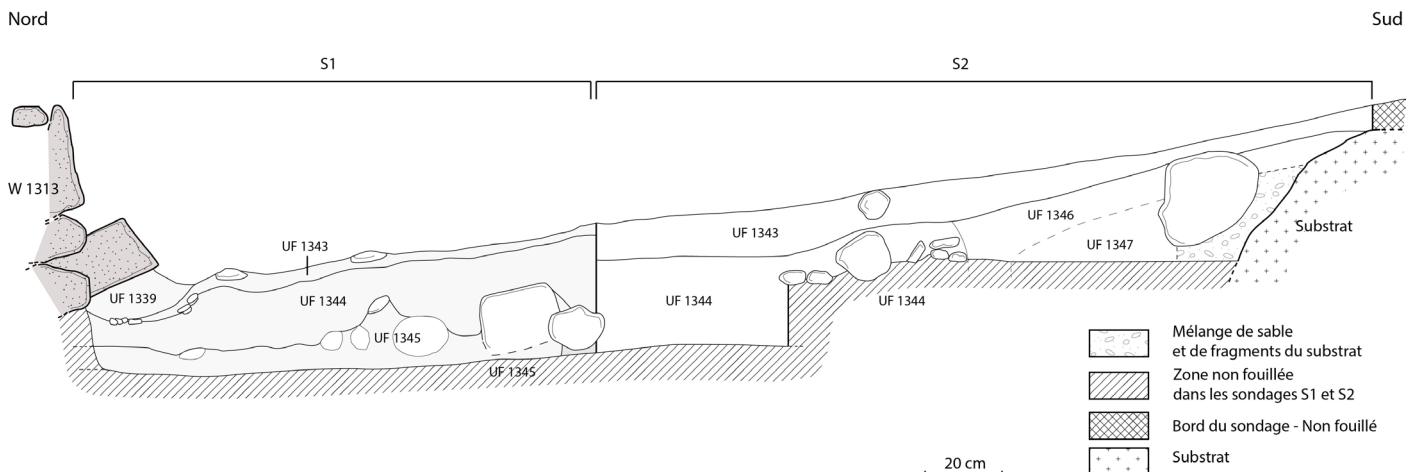 Nord
Sud
S1
S2
W 1313
UF 1343
UF 1339
UF 1344
UF 1345
UF 1345
UF 1343
UF 1344
UF 1344
UF 1346
UF 1347
Substrat
Mélange de sable
et de fragments du substrat
Zone non fouillée
dans les sondages S1 et S2
Bord du sondage - Non fouillé
Substrat
20 cm